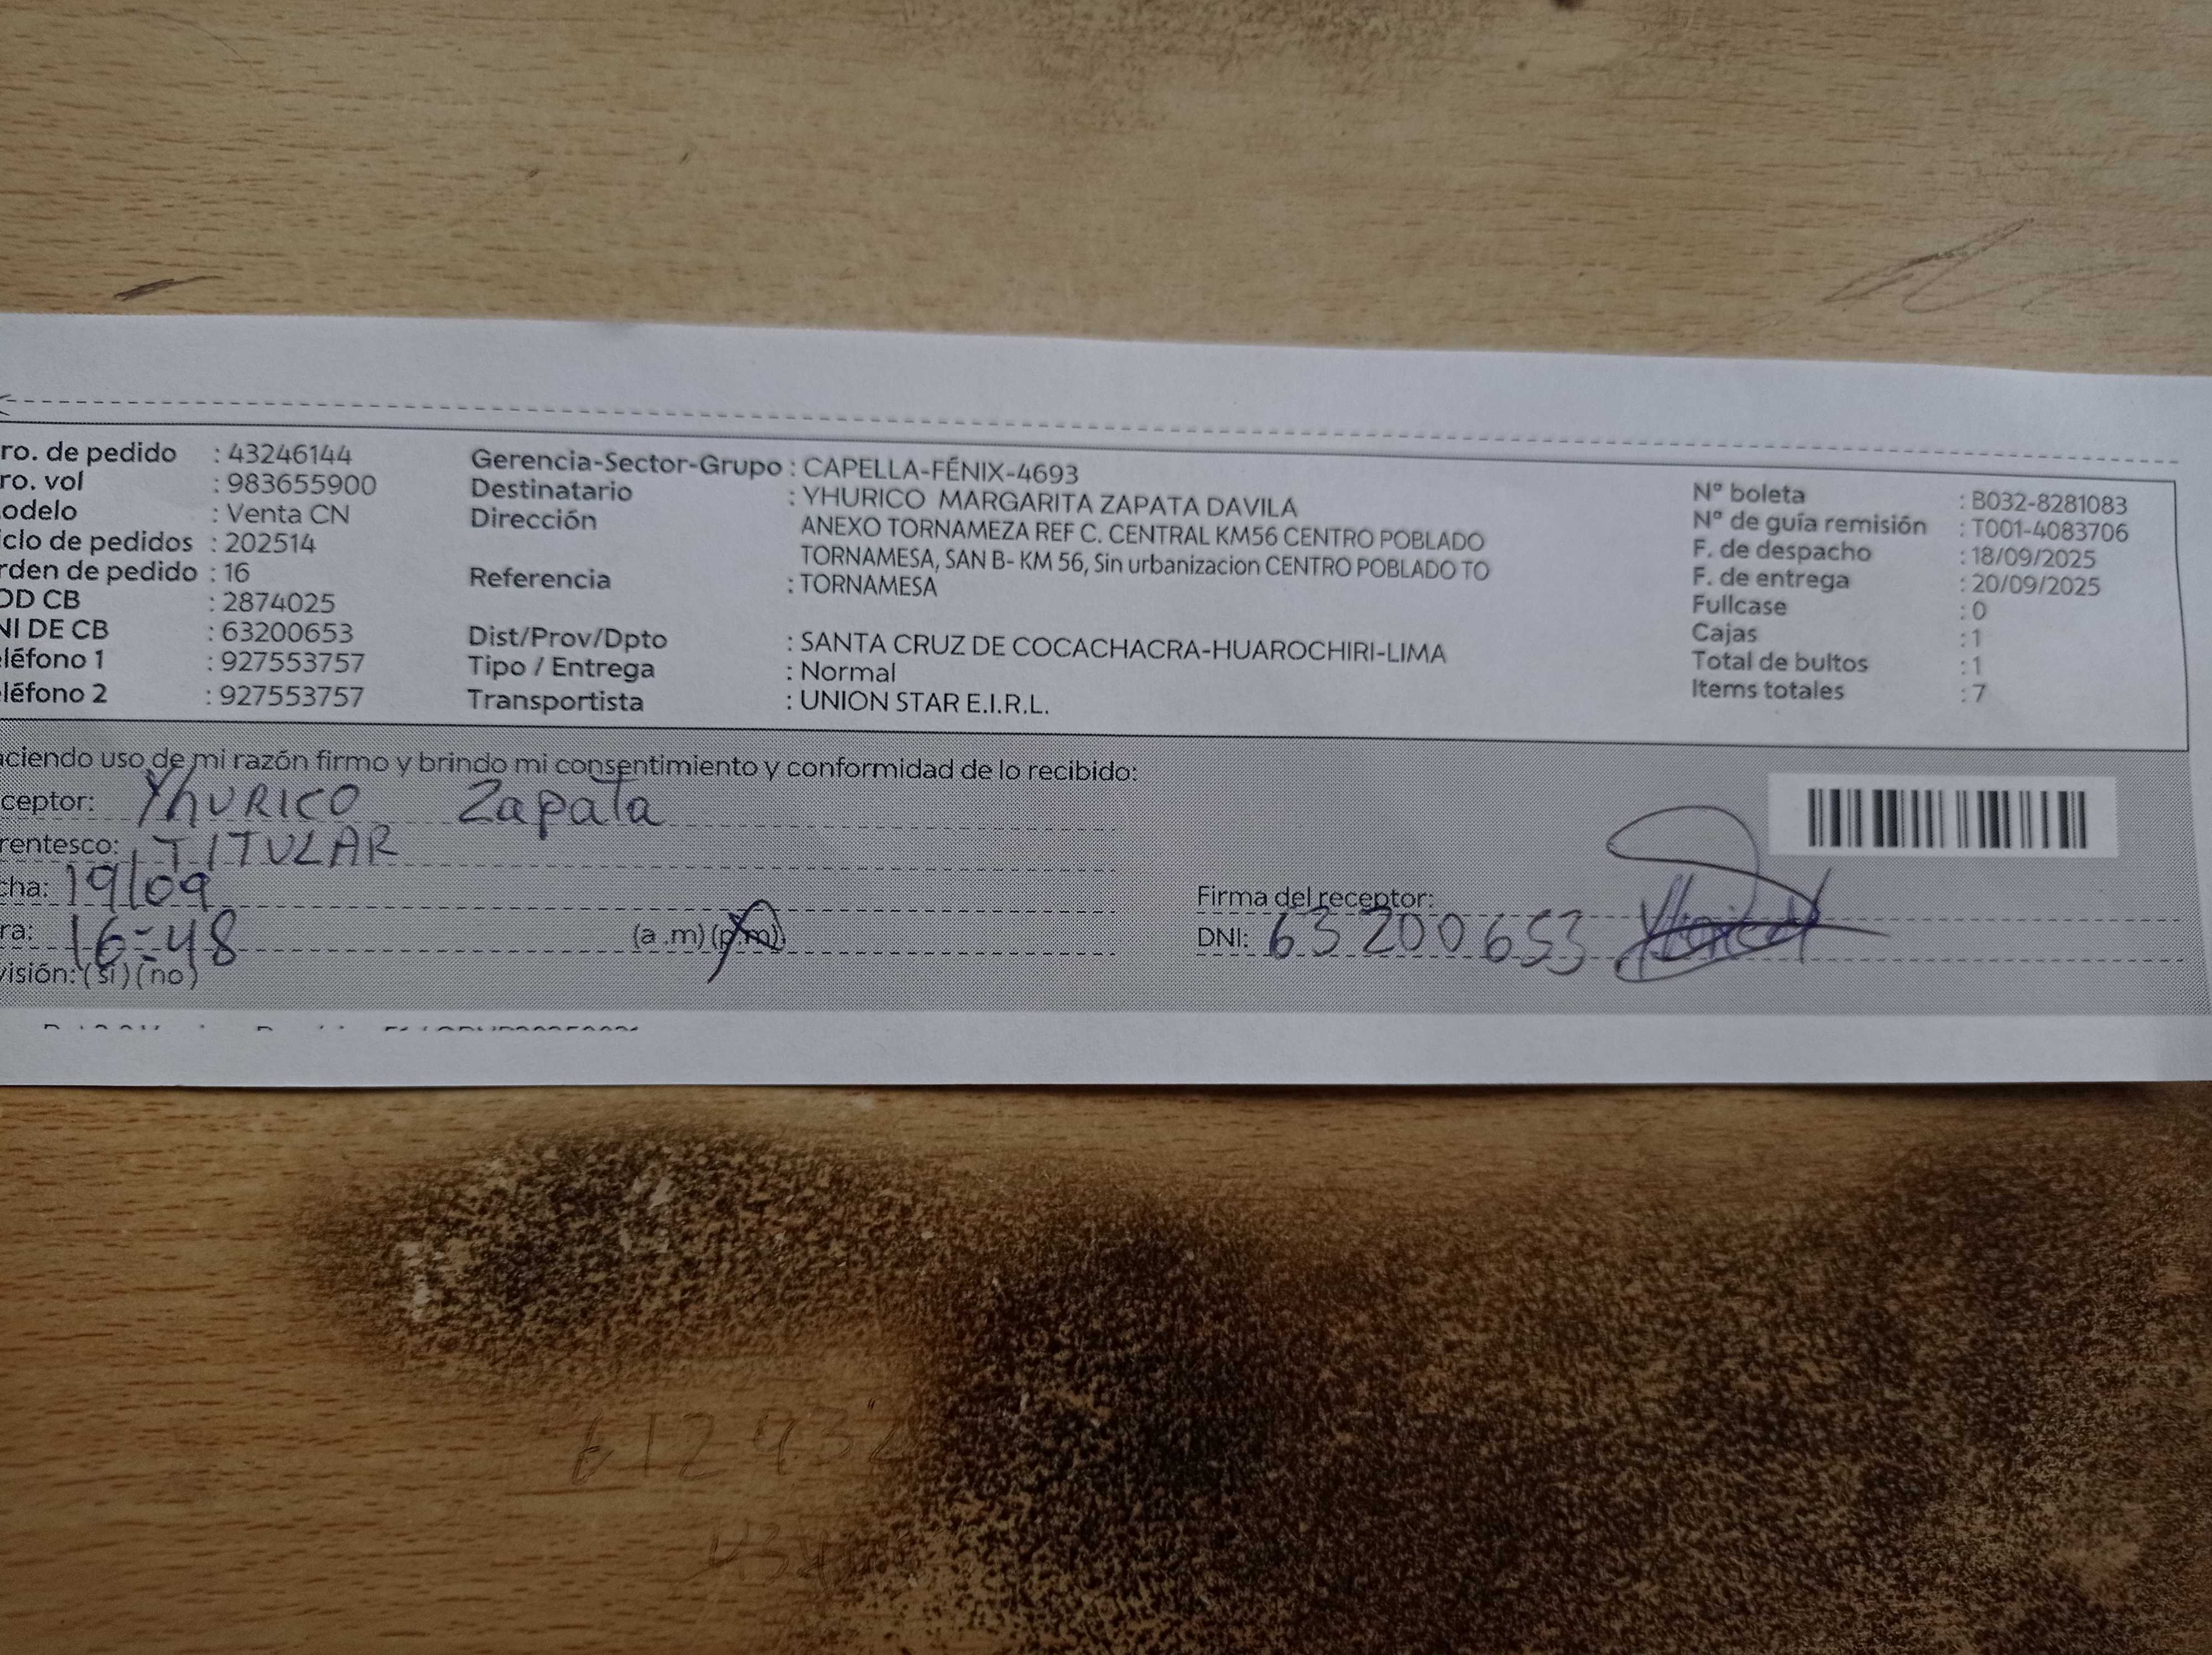 ro. de pedido : 43246144
ro. vol : 983655900
odelo : Venta CN
iclo de pedidos : 202514
rden de pedido : 16
OD CB : 2874025
NI DE CB : 63200653
eléfono 1 : 927553757
eléfono 2 : 927553757
Gerencia-Sector-Grupo : CAPELLA-FÉNIX-4693
Destinatario : YHURICO MARGARITA ZAPATA DAVILA
Dirección ANEXO TORNAMEZA REF C. CENTRAL KM56 CENTRO POBLADO
TORNAMESA, SAN B- KM 56, Sin urbanizacion CENTRO POBLADO TO
Referencia : TORNAMESA
Dist/Prov/Dpto : SANTA CRUZ DE COCACHACRA-HUAROCHIRI-LIMA
Tipo / Entrega : Normal
Transportista : UNION STAR E.I.R.L.
Nº boleta : B032-8281083
Nº de guía remisión : T001-4083706
F. de despacho : 18/09/2025
F. de entrega : 20/09/2025
Fullcase : 0
Cajas : 1
Total de bultos : 1
Items totales : 7
aciendo uso de mi razón firmo y brindo mi consentimiento y conformidad de lo recibido:
ceptor: YHURICO Zapata
rentesco: TITULAR
cha: 19/09
ra: 16:48 (a .m) (p.m)
visión: (si) (no)
Firma del receptor:
DNI: 63200653
612432